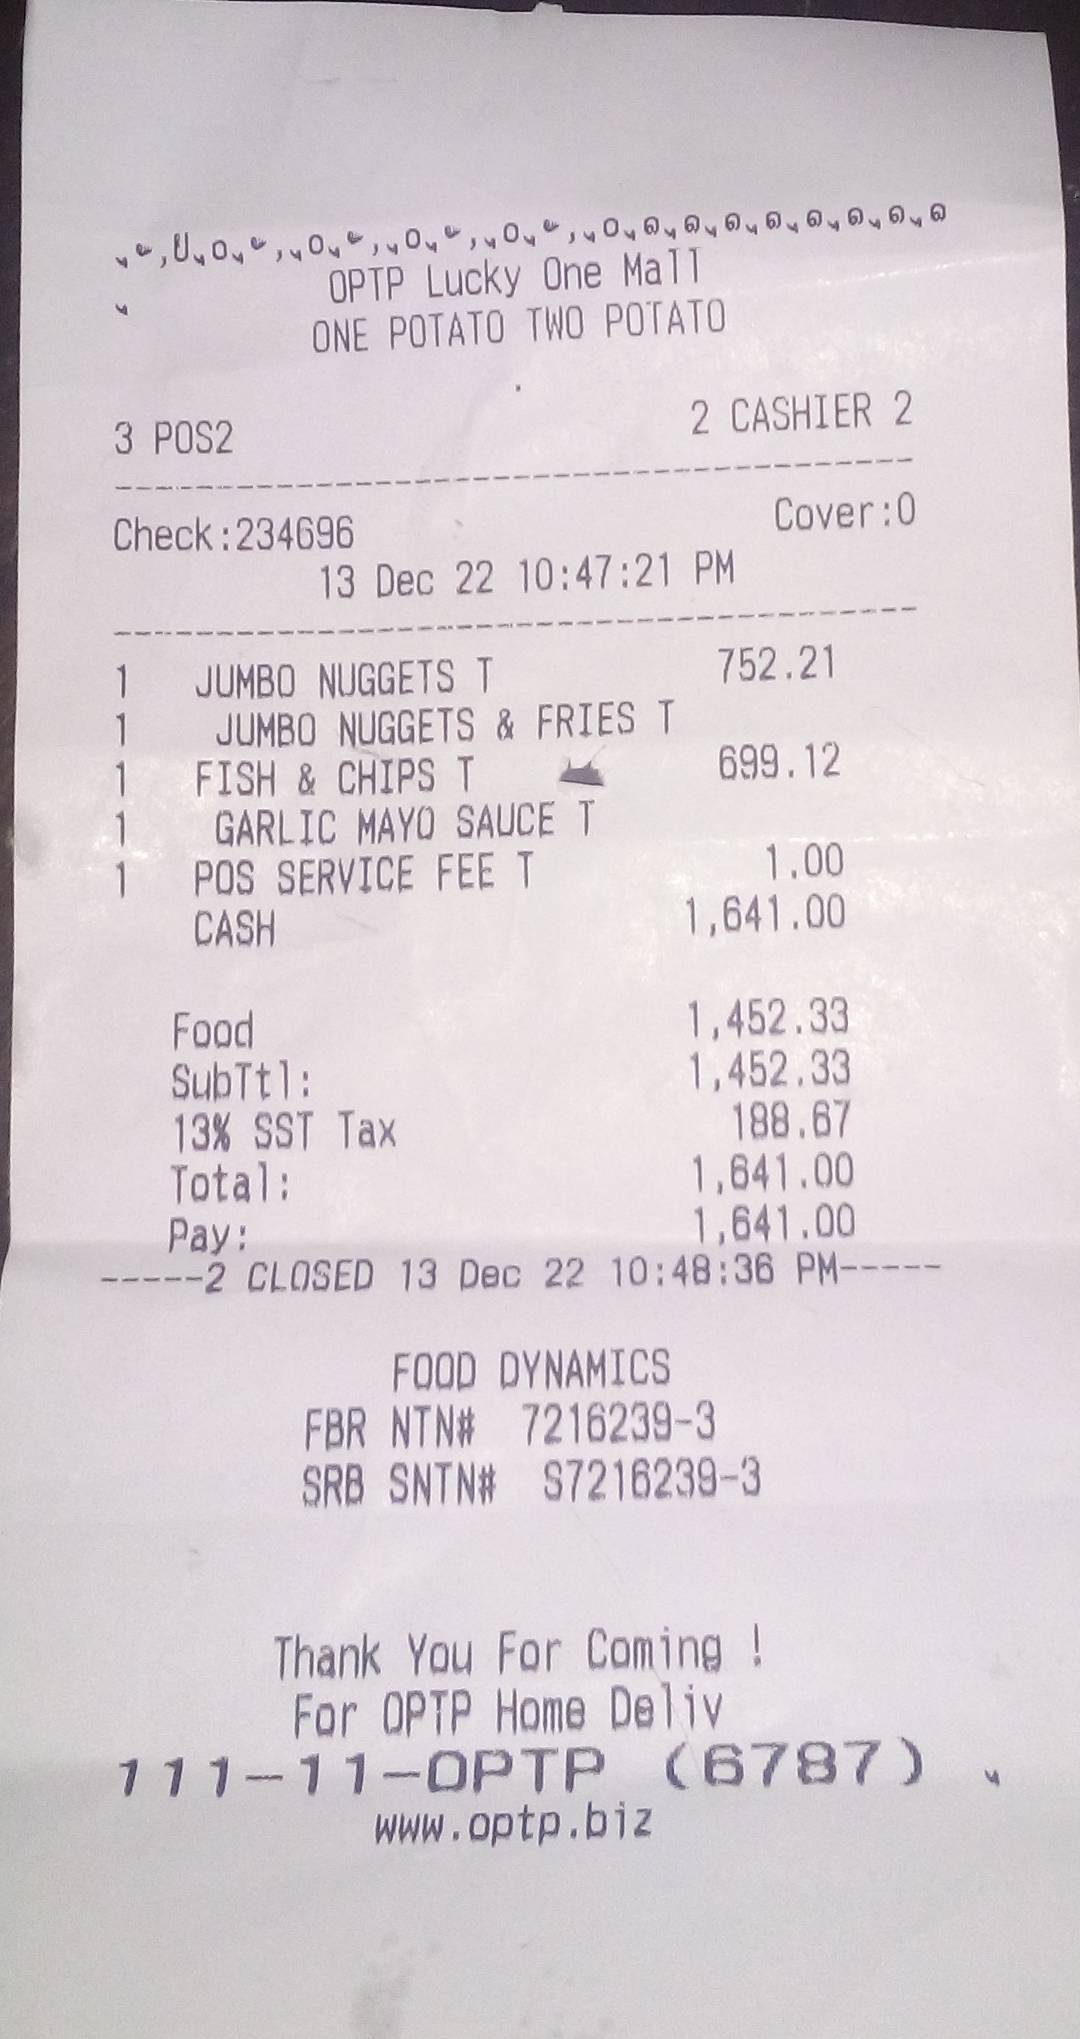 OPTP Lucky One Mall
ONE POTATO TWO POTATO
3 POS2 2 CASHIER 2
Check:234696 Cover:0
13 Dec 22 10:47:21 PM
1 JUMBO NUGGETS T 752.21
1 JUMBO NUGGETS & FRIES T
1 FISH & CHIPS T 699.12
1 GARLIC MAYO SAUCE T
1 POS SERVICE FEE T 1.00
CASH 1,641.00
Food 1,452.33
SubTtl: 1,452.33
13% SST Tax 188.67
Total: 1,641.00
Pay: 1,641.00
-----2 CLOSED 13 Dec 22 10:48:36 PM-----
FOOD DYNAMICS
FBR NTN# 7216239-3
SRB SNTN# S7216239-3
Thank You For Coming !
For OPTP Home Deliv
111-11-OPTP (6787)
www.optp.biz